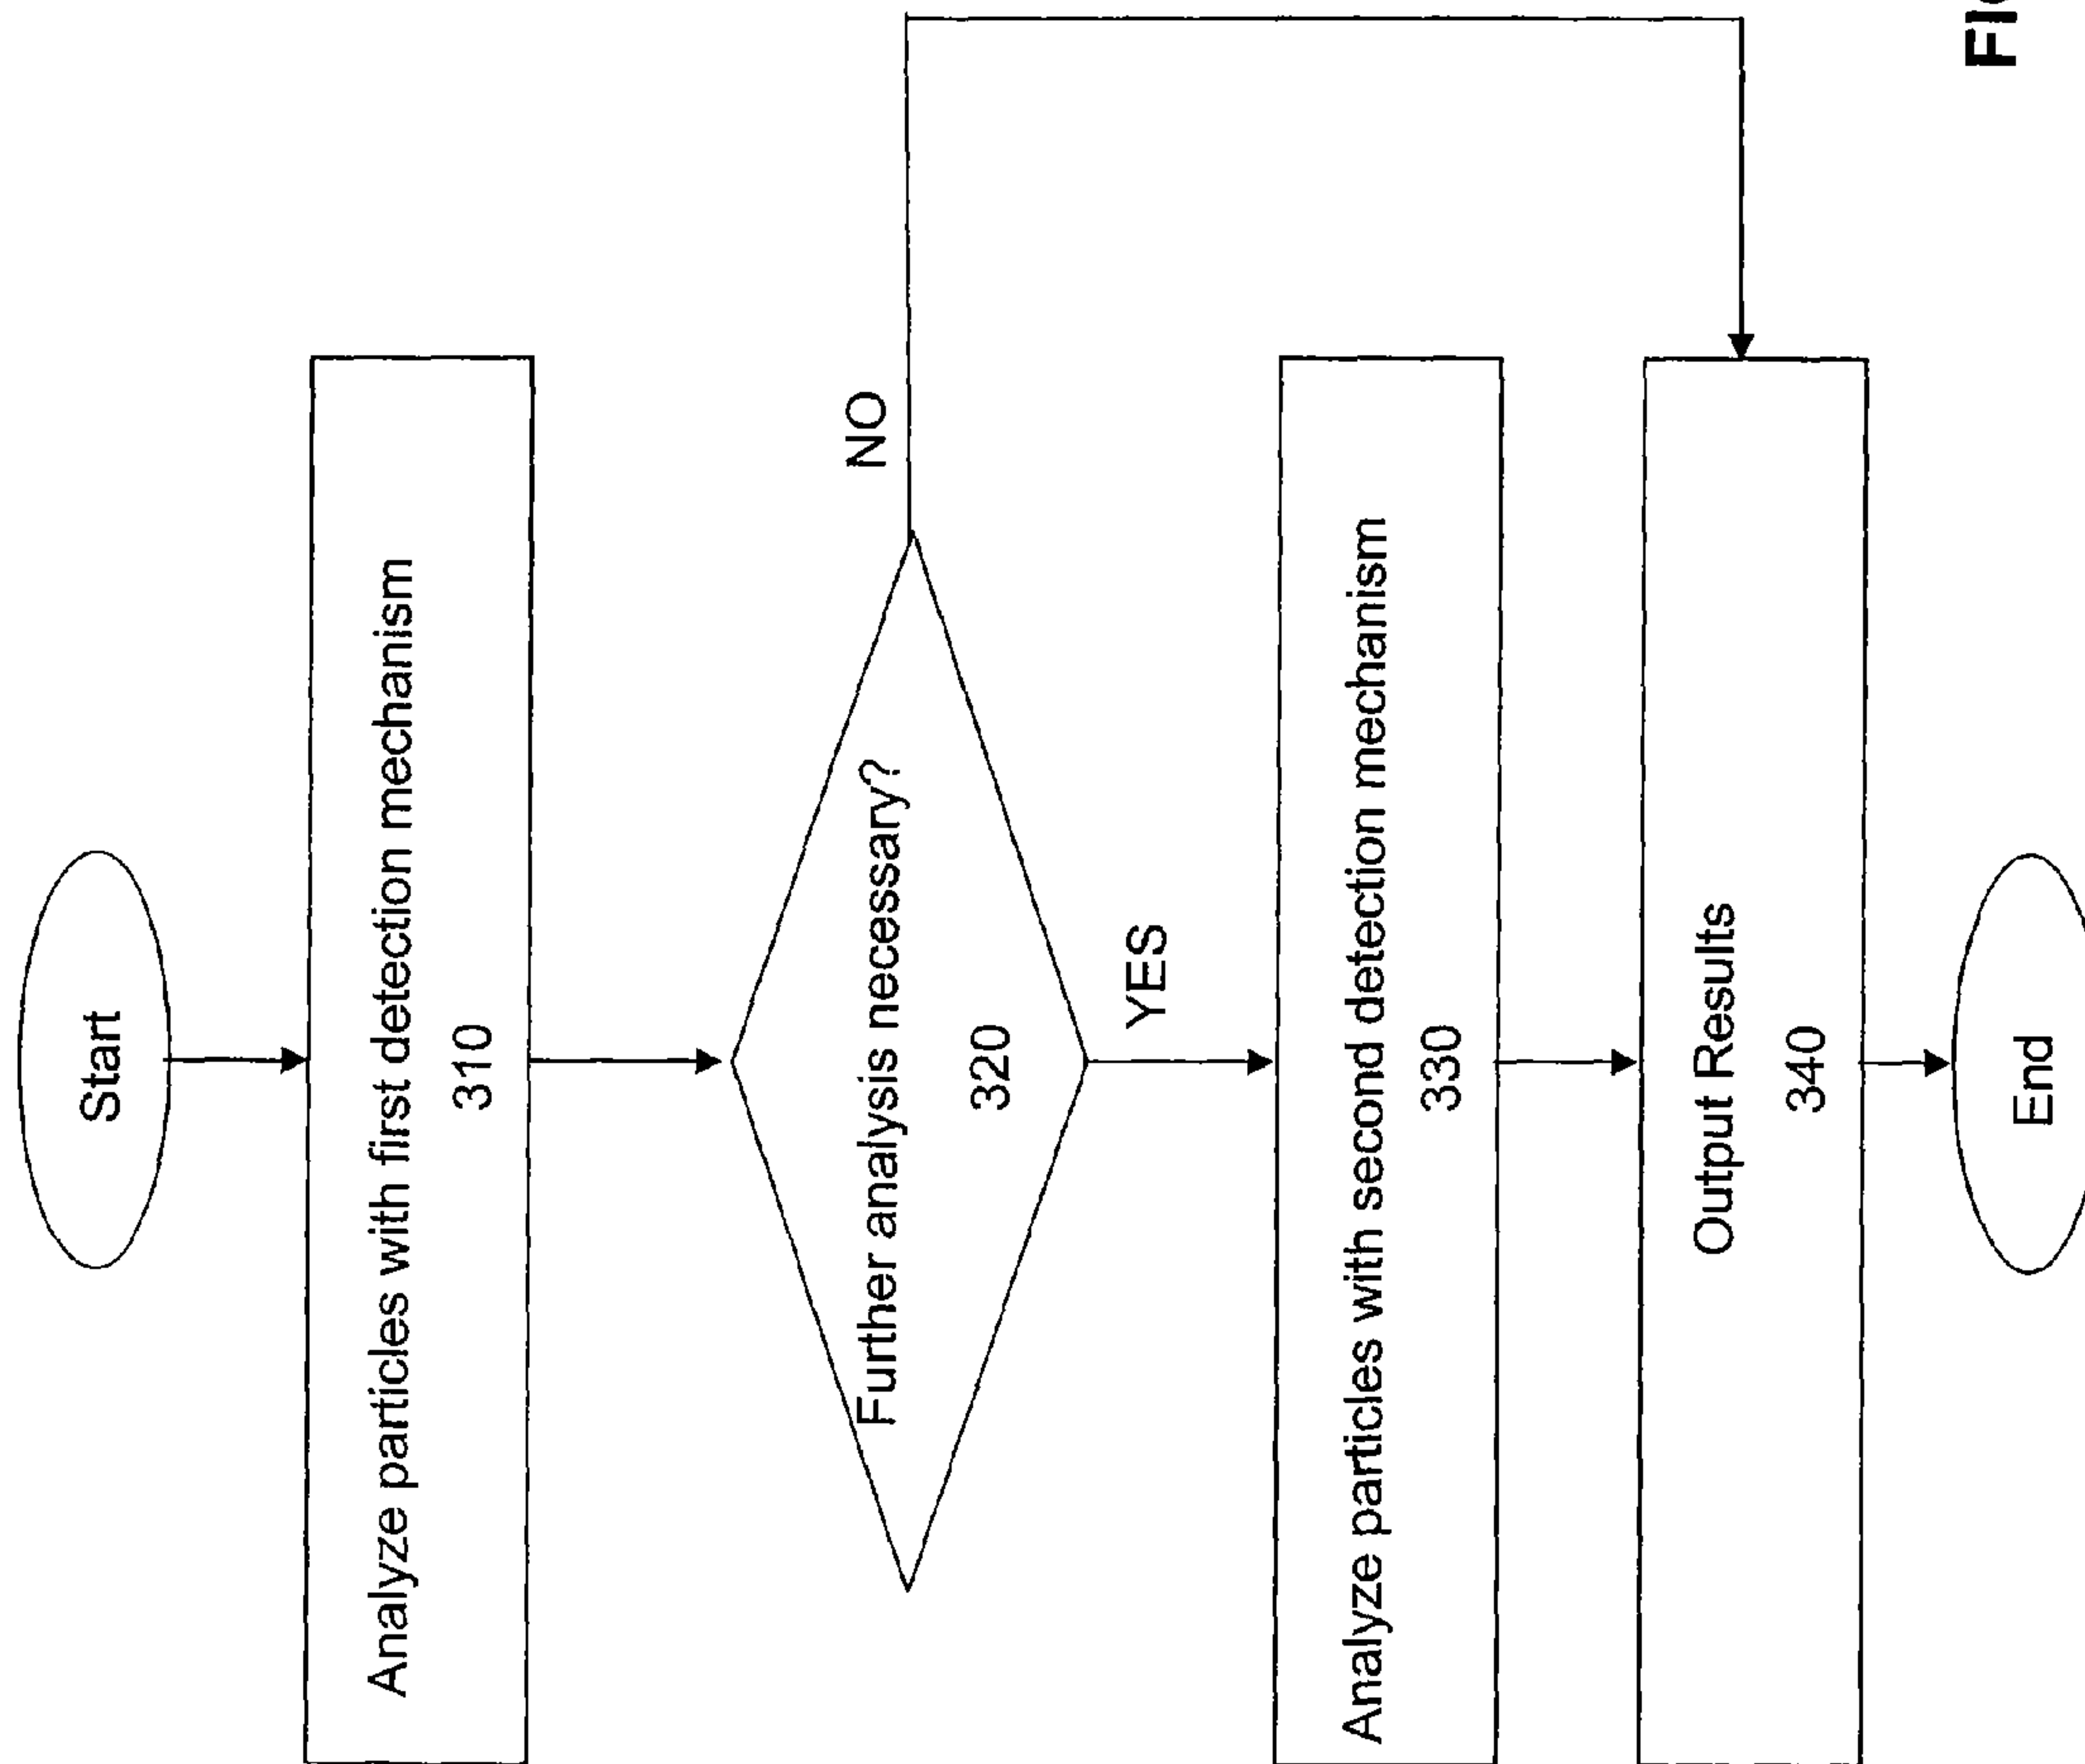 Start
Analyze particles with first detection mechanism
310
Further analysis necessary?
320
NO
YES
Analyze particles with second detection mechanism
330
Output Results
340
End